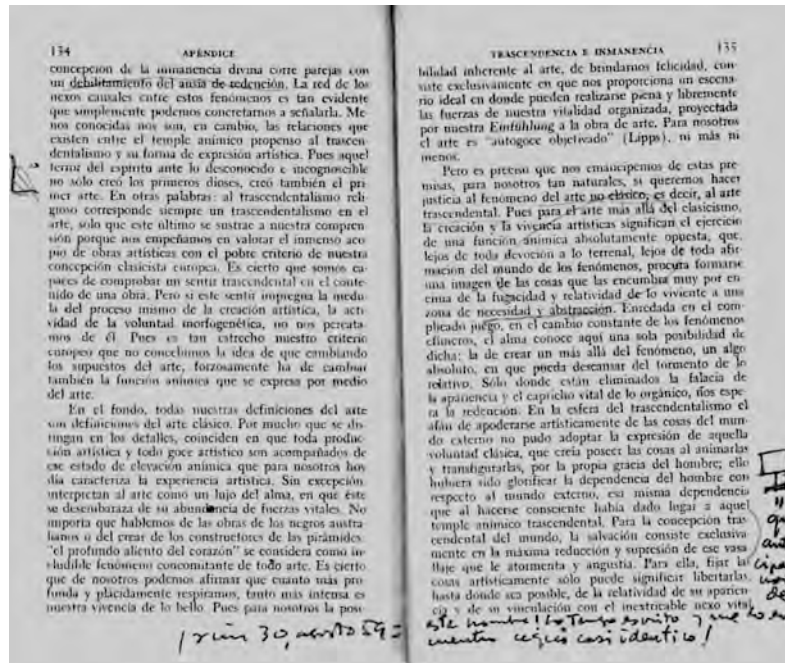 134 APÉNDICE
concepción de la inmanencia divina corre parejas con
un debilitamiento del ansia de redención. La red de los
nexos causales entre estos fenómenos es tan evidente
que simplemente podemos concretarnos a señalarla. Me-
nos conocidas nos son, en cambio, las relaciones que
existen entre el temple anímico propenso al trascen-
dentalismo y su forma de expresión artística. Pues aquel
terror del espíritu ante lo desconocido e incognoscible
no sólo creó los primeros dioses, creó también el pri-
mer arte. En otras palabras: al trascendentalismo reli-
gioso corresponde siempre un trascendentalismo en el
arte, sólo que este último se sustrae a nuestra compren-
sión porque nos empeñamos en valorar el inmenso aco-
pio de obras artísticas con el pobre criterio de nuestra
concepción clasicista europea. Es cierto que somos ca-
paces de comprobar un sentir trascendental en el conte-
nido de una obra. Pero si este sentir impregna la médu-
la del proceso mismo de la creación artística, la acti-
vidad de la voluntad morfogenética, no nos percata-
mos de él. Pues es tan estrecho nuestro criterio
europeo que no concebimos la idea de que cambiando
los supuestos del arte, forzosamente ha de cambiar
también la función anímica que se expresa por medio
del arte.
En el fondo, todas nuestras definiciones del arte
son definiciones del arte clásico. Por mucho que se dis-
tingan en los detalles, coinciden en que toda produc-
ción artística y todo goce artístico son acompañados de
ese estado de elevación anímica que para nosotros hoy
día caracteriza la experiencia artística. Sin excepción
interpretan al arte como un lujo del alma, en que éste
se desembaraza de su abundancia de fuerzas vitales. No
importa que hablemos de las obras de los negros austra-
lianos o del crear de los constructores de las pirámides:
"el profundo aliento del corazón" se considera como in-
eludible fenómeno concomitante de todo arte. Es cierto
que de nosotros podemos afirmar que cuanto más pro-
funda y plácidamente respiramos, tanto más intensa es
nuestra vivencia de lo bello. Pues para nosotros la posi-
30, agosto 59
TRASCENDENCIA E INMANENCIA 135
bilidad inherente al arte, de brindarnos felicidad, con-
siste exclusivamente en que nos proporciona un escena-
rio ideal en donde pueden realizarse plena y libremente
las fuerzas de nuestra vitalidad organizada, proyectada
por nuestra Einfühlung a la obra de arte. Para nosotros
el arte es "autogoce objetivado" (Lipps), ni más ni
menos.
Pero es preciso que nos emancipemos de estas pre-
misas, para nosotros tan naturales, si queremos hacer
justicia al fenómeno del arte no clásico, es decir, al arte
trascendental. Pues para el arte más allá del clasicismo,
la creación y la vivencia artísticas significan el ejercicio
de una función anímica absolutamente opuesta, que,
lejos de toda devoción a lo terrenal, lejos de toda afir-
mación del mundo de los fenómenos, procura formarse
una imagen de las cosas que las encumbra muy por en-
cima de la fugacidad y relatividad de lo viviente a una
zona de necesidad y abstracción. Enredada en el com-
plicado juego, en el cambio constante de los fenómenos
efímeros, el alma conoce aquí una sola posibilidad de
dicha: la de crear un más allá del fenómeno, un algo
absoluto, en que pueda descansar del tormento de lo
relativo. Sólo donde están eliminados la falacia de
la apariencia y el capricho vital de lo orgánico, nos espe-
ra la redención. En la esfera del trascendentalismo el
afán de apoderarse artísticamente de las cosas del mun-
do externo no pudo adoptar la expresión de aquella
voluntad clásica, que creía poseer las cosas al animarlas
y transfigurarlas, por la propia gracia del hombre; ello
hubiera sido glorificar la dependencia del hombre con
respecto al mundo externo, esa misma dependencia
que al hacerse consciente había dado lugar a aquel
temple anímico trascendental. Para la concepción tras-
cendental del mundo, la salvación consiste exclusiva-
mente en la máxima reducción y supresión de ese vasa-
llaje que le atormenta y angustia. Para ella, fijar las
cosas artísticamente sólo puede significar libertarlas,
hasta donde sea posible, de la relatividad de su aparien-
cia y de su vinculación con el inextricable nexo vital.
este hombre! Lo tengo escrito y me lo en
cuentro aquí casi identico!